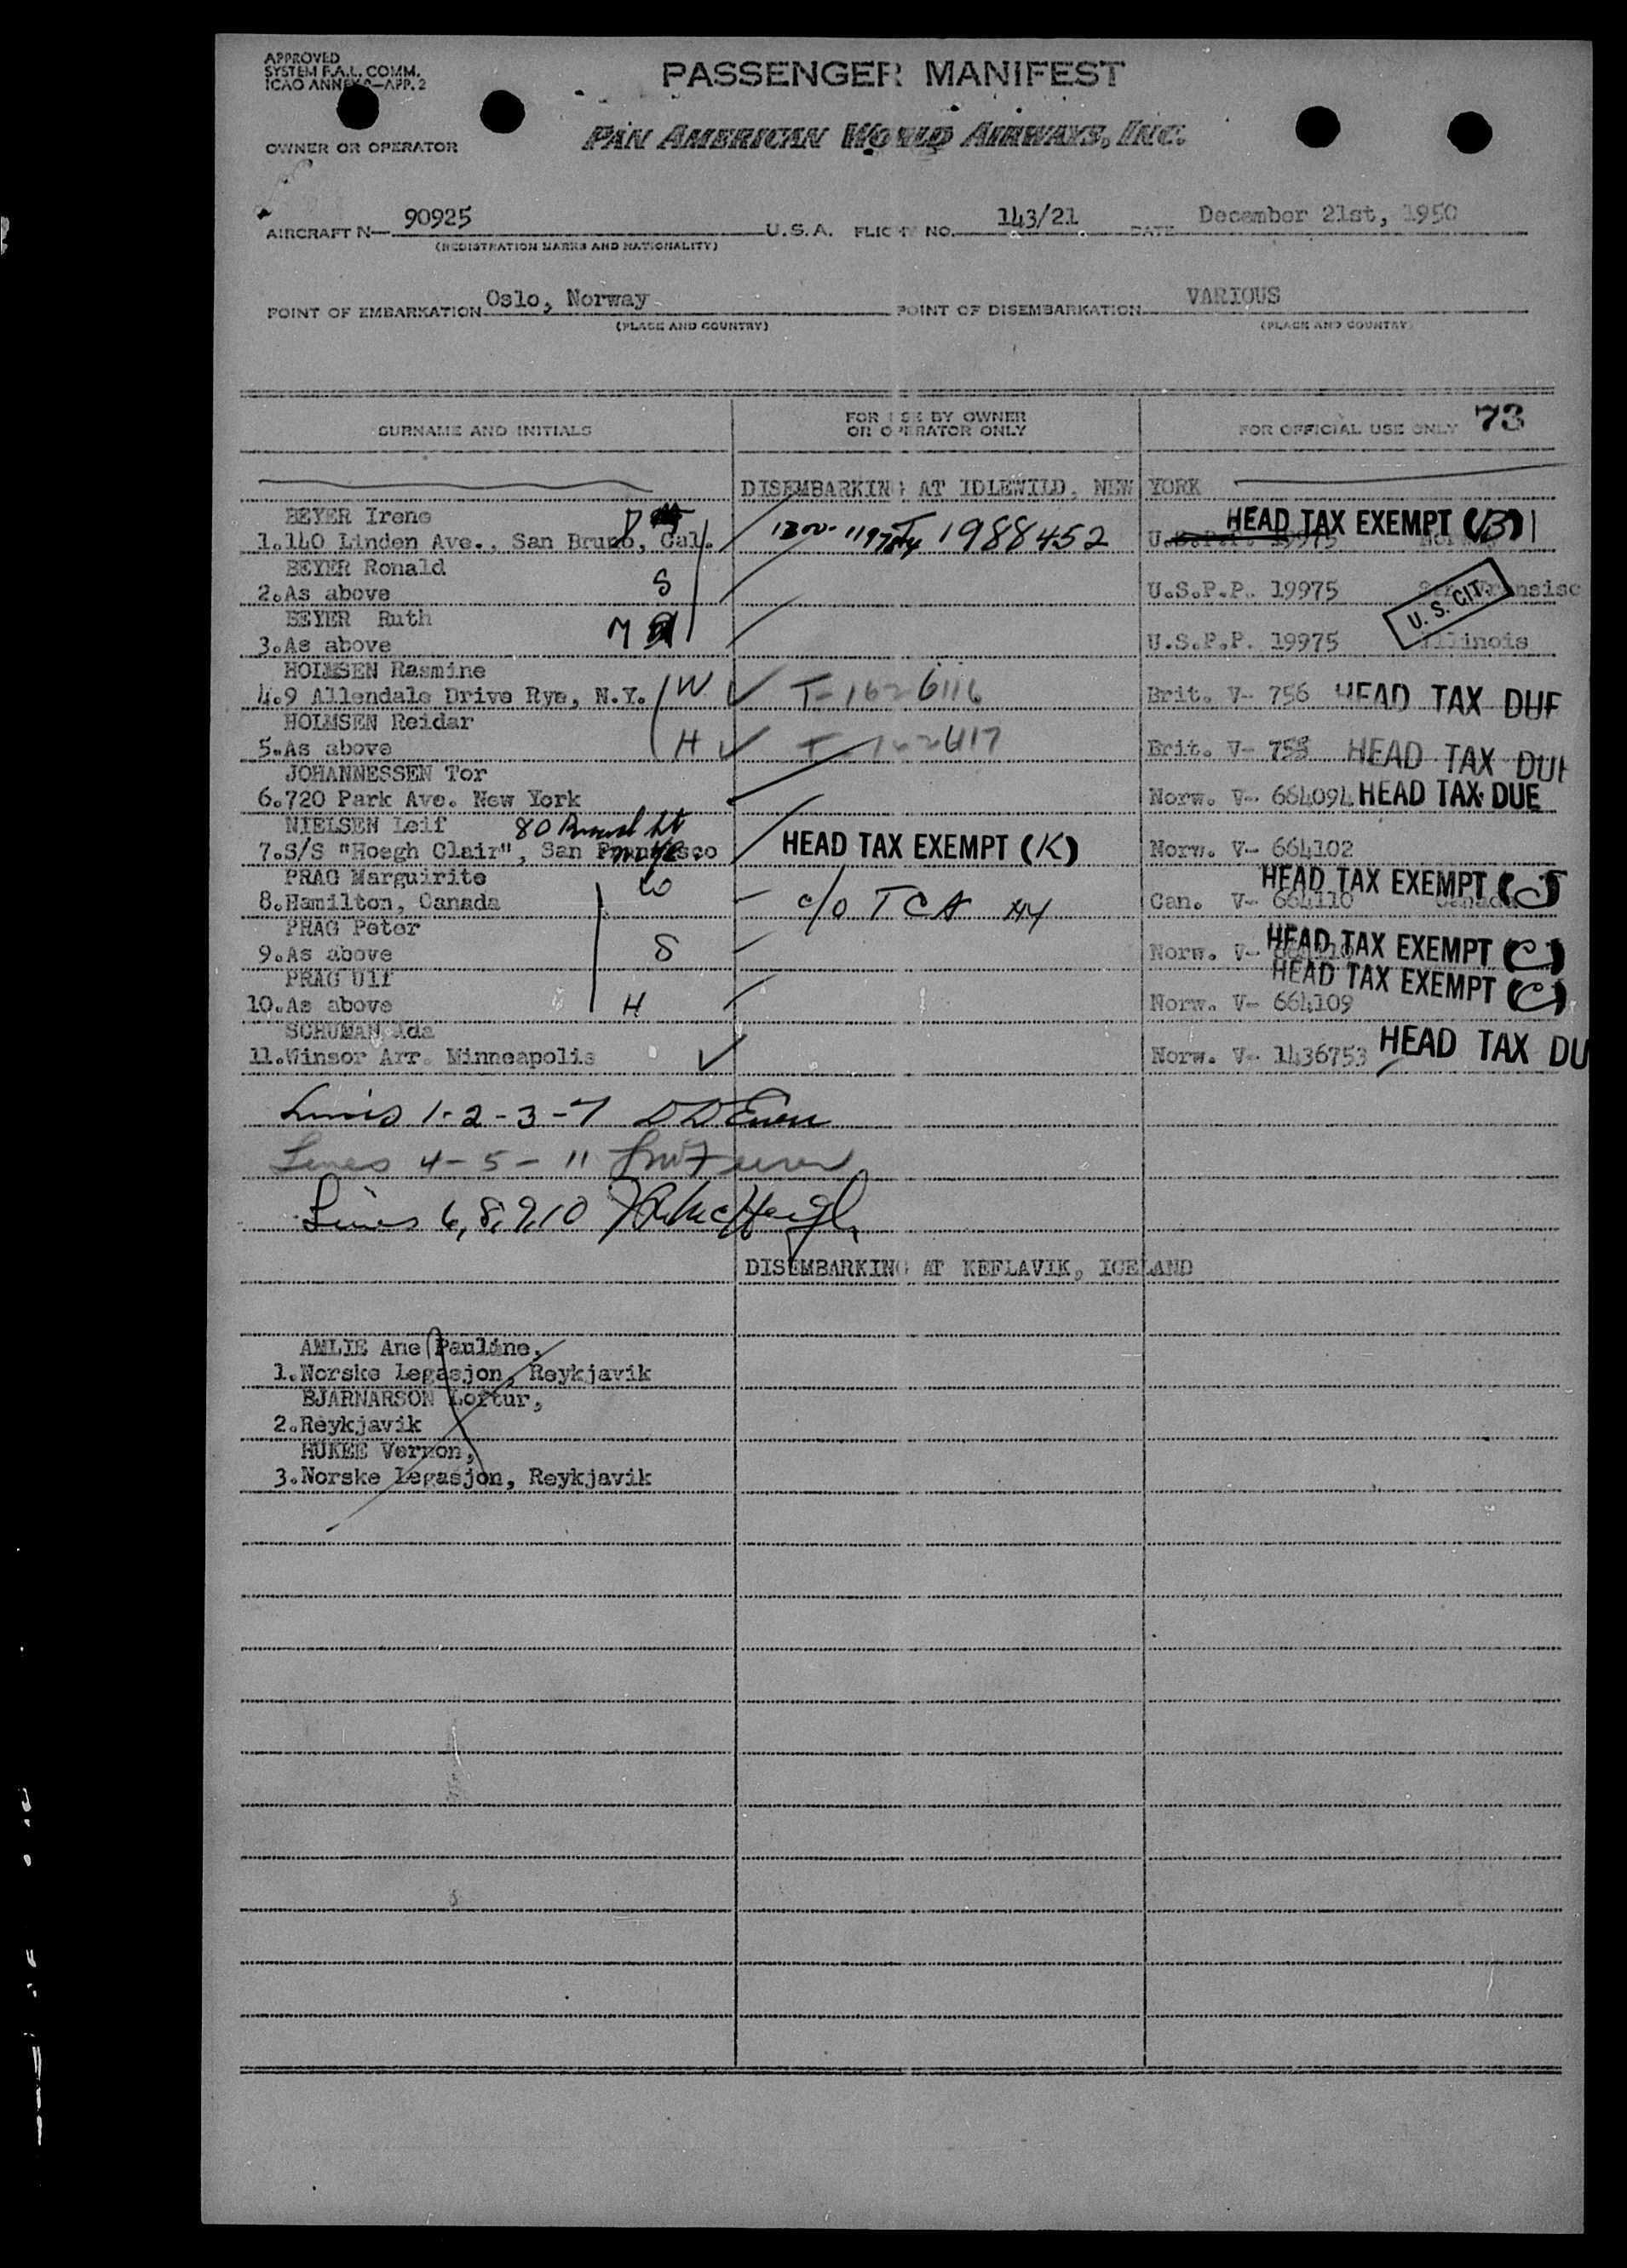 APPROVED
SYSTEM F.A.L. COMM.
ICAO ANNEX 9—APP. 2
PASSENGER MANIFEST
OWNER OR OPERATOR PAN AMERICAN WORLD AIRWAYS, INC.
AIRCRAFT N— 90925 U.S.A. FLIGHT NO. 143/21 DATE December 21st, 1950
(REGISTRATION MARKS AND NATIONALITY)
POINT OF EMBARKATION Oslo, Norway POINT OF DISEMBARKATION VARIOUS
(PLACE AND COUNTRY) (PLACE AND COUNTRY)
SURNAME AND INITIALS FOR USE BY OWNER OR OPERATOR ONLY FOR OFFICIAL USE ONLY 73
DISEMBARKING AT IDLEWILD, NEW YORK
BEYER Irene HEAD TAX EXEMPT (B)
1.140 Linden Ave., San Bruno, Cal. 1988452 U.S.P.P. 19975
BEYER Ronald
2.As above S U.S.P.P. 19975 U. S. CIT.
BEYER Ruth
3.As above U.S.P.P. 19975 Illinois
HOLMSEN Rasmine
4.9 Allendale Drive Rye, N.Y. W T-1626116 Brit. V- 756 HEAD TAX DUE
HOLMSEN Reidar
5.As above H Brit. V- HEAD TAX DUE
JOHANNESSEN Tor
6.720 Park Ave. New York Norw. V- 664094 HEAD TAX DUE
NIELSEN Leif 80
7.S/S "Hoegh Clair", San Francisco HEAD TAX EXEMPT (K) Norw. V- 664102
PRAG Marguirite HEAD TAX EXEMPT
8.Hamilton, Canada c/o TCA NY Can. V- 664110 Canada
PRAG Peter
9.As above S Norw. V- HEAD TAX EXEMPT (C)
PRAG Ulf HEAD TAX EXEMPT (C)
10.As above H Norw. V- 664109
SCHUMAN Ada
11.Winsor Arr. Minneapolis Norw. V- 1436753 HEAD TAX DU
Lines 1-2-3-7
Lines 4-5-11
Lines 6,8,9,10
DISEMBARKING AT KEFLAVIK, ICELAND
AMLIE Ane Pauline,
1.Norske Legasjon, Reykjavik
BJARNARSON Loftur,
2.Reykjavik
HUKEE Vernon,
3.Norske Legasjon, Reykjavik